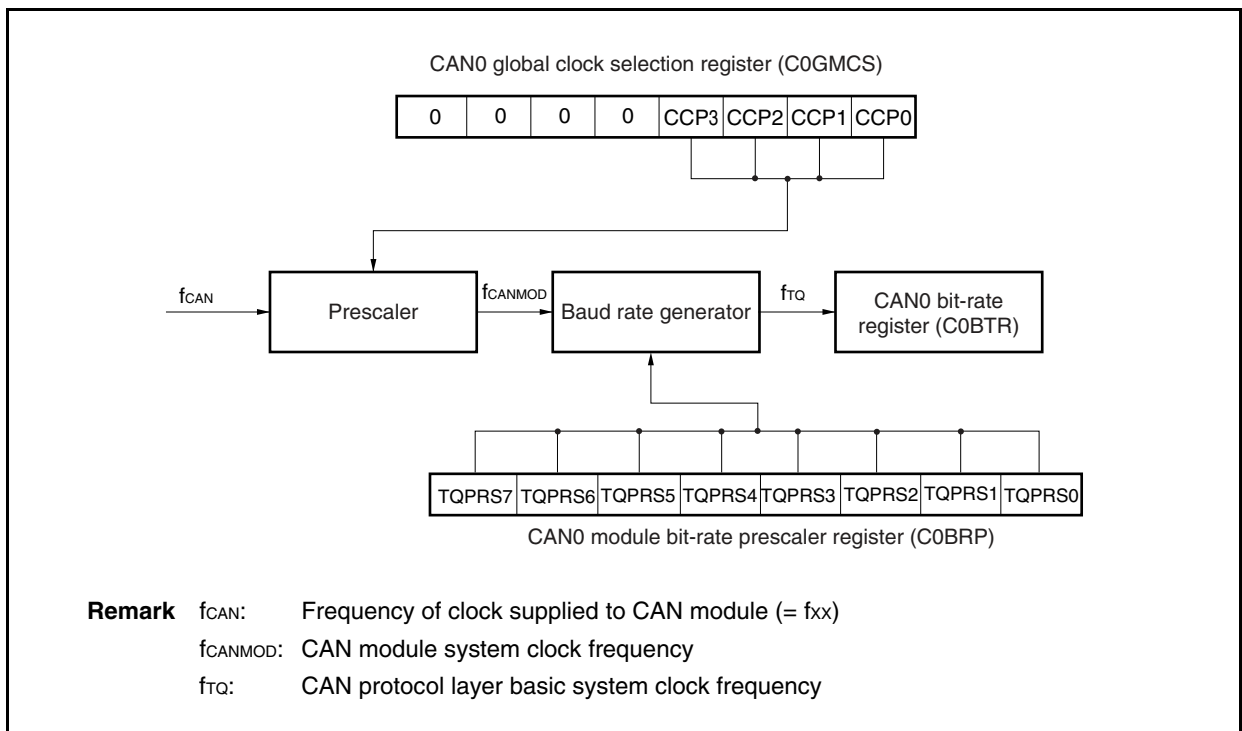 CAN0 global clock selection register (C0GMCS)
0 0 0 0 CCP3 CCP2 CCP1 CCP0
fCAN
Prescaler
fCANMOD
Baud rate generator
fTQ
CAN0 bit-rate
register (C0BTR)
TQPRS7 TQPRS6 TQPRS5 TQPRS4 TQPRS3 TQPRS2 TQPRS1 TQPRS0
CAN0 module bit-rate prescaler register (C0BRP)
Remark fCAN: Frequency of clock supplied to CAN module (= fxx)
fCANMOD: CAN module system clock frequency
fTQ: CAN protocol layer basic system clock frequency